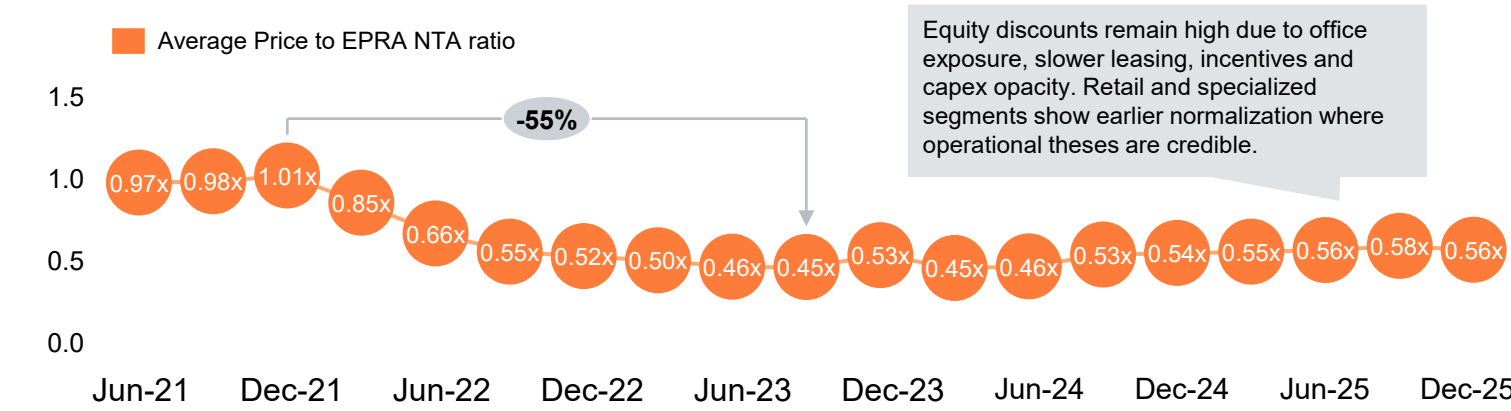 Average Price to EPRA NTA ratio
Equity discounts remain high due to office
exposure, slower leasing, incentives and
capex opacity. Retail and specialized
segments show earlier normalization where
operational theses are credible.
1.5
-55%
1.0
0.97x 0.98x 1.01x 0.85x 0.66x 0.55x 0.52x 0.50x 0.46x 0.45x 0.53x 0.45x 0.46x 0.53x 0.54x 0.55x 0.56x 0.58x 0.56x
0.5
0.0
Jun-21 Dec-21 Jun-22 Dec-22 Jun-23 Dec-23 Jun-24 Dec-24 Jun-25 Dec-25